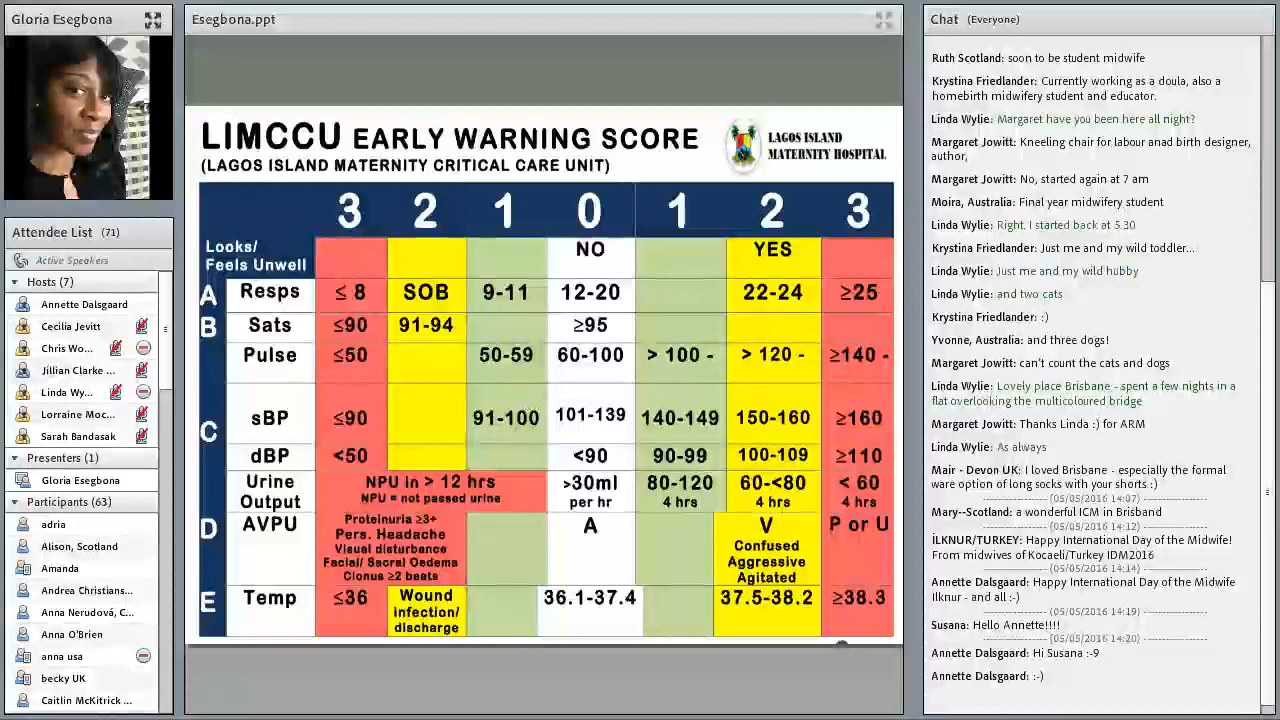 Gloria Esegbona
Attendee List (71)
Active Speakers
Hosts (7)
Annette Dalsgaard
Cecilia Jevitt
Chris Wo...
Jillian Clarke ...
Linda Wy...
Lorraine Moc...
Sarah Bandasak
Presenters (1)
Gloria Esegbona
Participants (63)
adria
Alison, Scotland
Amanda
Andrea Christians...
Anna Nerudová, C...
Anna O'Brien
anna usa
becky UK
Caitlin McKitrick ...
Esegbona.ppt
LIMCCU EARLY WARNING SCORE
(LAGOS ISLAND MATERNITY CRITICAL CARE UNIT)
LAGOS ISLAND
MATERNITY HOSPITAL
3 2 1 0 1 2 3
Looks/
Feels Unwell NO YES
A Resps ≤ 8 SOB 9-11 12-20 22-24 ≥25
B Sats ≤90 91-94 ≥95
Pulse ≤50 50-59 60-100 > 100 - > 120 - ≥140 -
C sBP ≤90 91-100 101-139 140-149 150-160 ≥160
dBP <50 <90 90-99 100-109 ≥110
Urine Output NPU in > 12 hrs
NPU = not passed urine
>30ml
per hr
80-120
4 hrs
60-<80
4 hrs
< 60
4 hrs
D AVPU
Proteinuria ≥3+
Pers. Headache
Visual disturbance
Facial/ Sacral Oedema
Clonus ≥2 beats
A
V
Confused
Aggressive
Agitated
P or U
E Temp ≤36
Wound
infection/
discharge
36.1-37.4 37.5-38.2 ≥38.3
Chat (Everyone)
Ruth Scotland: soon to be student midwife
Krystina Friedlander: Currently working as a doula, also a
homebirth midwifery student and educator.
Linda Wylie: Margaret have you been here all night?
Margaret Jowitt: Kneeling chair for labour anad birth designer,
author,
Margaret Jowitt: No, started again at 7 am
Moira, Australia: Final year midwifery student
Linda Wylie: Right. I started back at 5.30
Krystina Friedlander: Just me and my wild toddler...
Linda Wylie: Just me and my wild hubby
Linda Wylie: and two cats
Krystina Friedlander: :)
Yvonne, Australia: and three dogs!
Margaret Jowitt: can't count the cats and dogs
Linda Wylie: Lovely place Brisbane - spent a few nights in a
flat overlooking the multicoloured bridge
Margaret Jowitt: Thanks Linda :) for ARM
Linda Wylie: As always
Mair - Devon UK: I loved Brisbane - especially the formal
ware option of long socks with your shorts :)
------------------ (05/05/2016 14:07) ------------------
Mary--Scotland: a wonderful ICM in Brisband
------------------ (05/05/2016 14:12) ------------------
İLKNUR/TURKEY: Happy International Day of the Midwife!
From midwives of Kocaeli/Turkey IDM2016
------------------ (05/05/2016 14:14) ------------------
Annette Dalsgaard: Happy International Day of the Midwife
Ilknur - and all :-)
------------------ (05/05/2016 14:19) ------------------
Susana: Hello Annette!!!!
------------------ (05/05/2016 14:20) ------------------
Annette Dalsgaard: Hi Susana :-9
Annette Dalsgaard: :-)